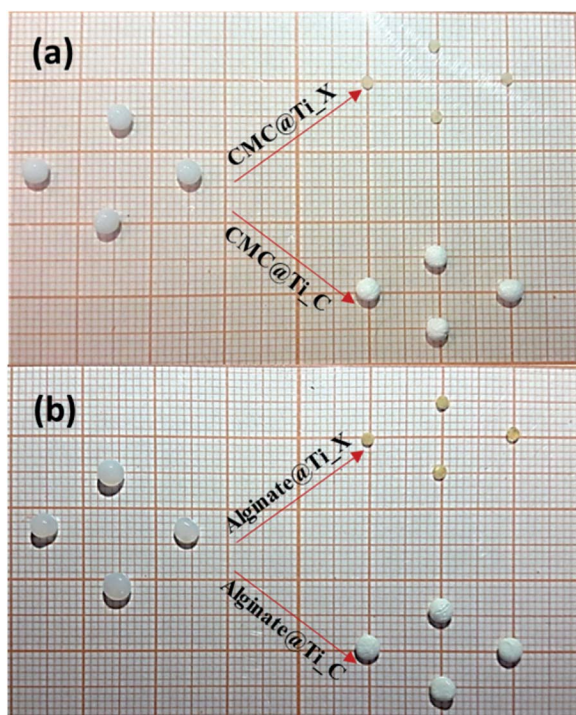 (a)
CMC@Ti_X
CMC@Ti_C
(b)
Alginate@Ti_X
Alginate@Ti_C